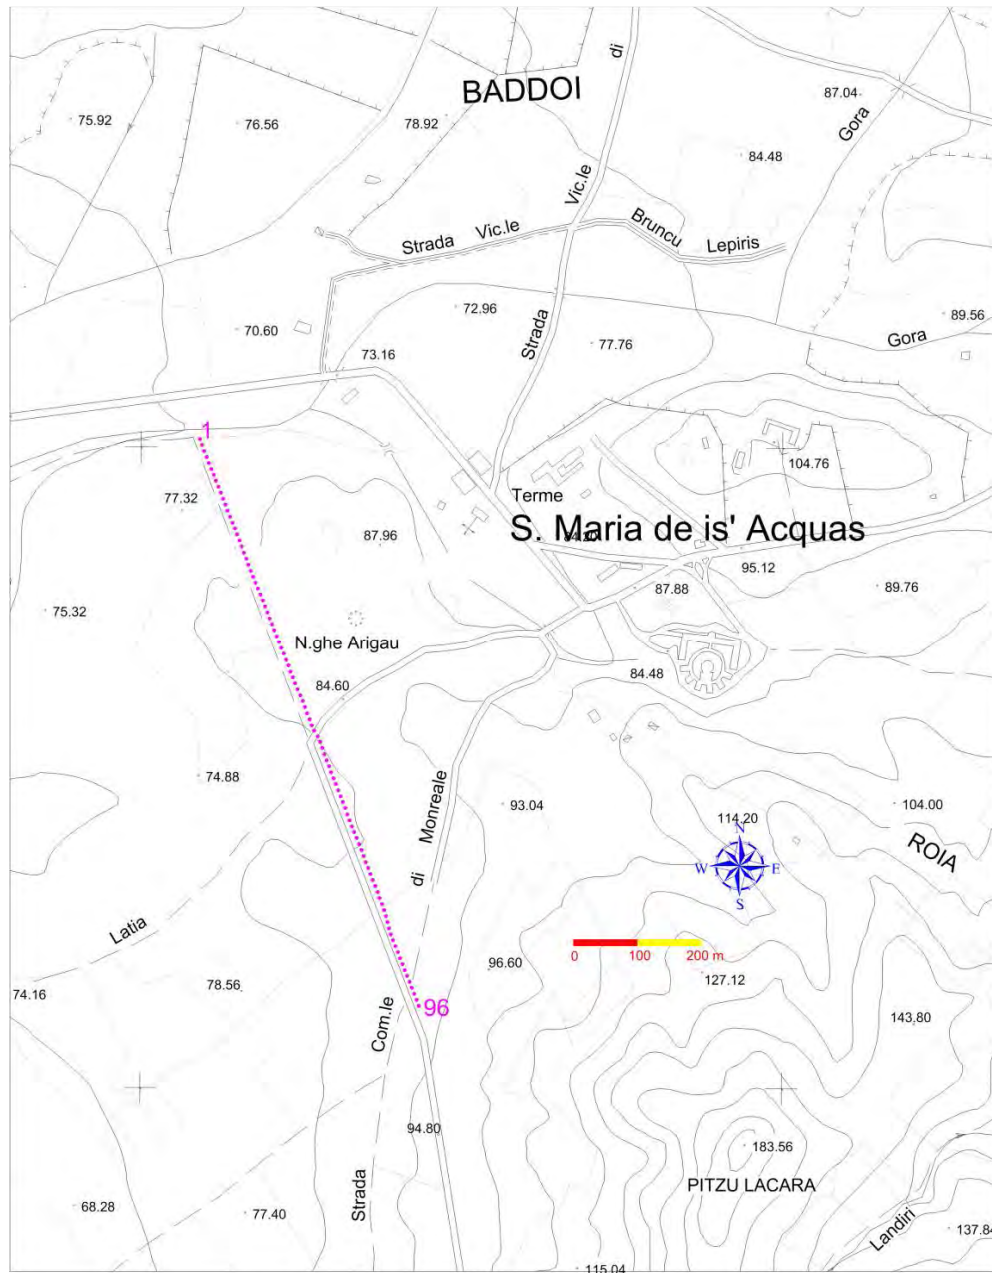 di
BADDOI
87.04
75.92
76.56
78.92
Gora
84.48
Vic.le
Bruncu
Strada Vic.le
Lepiris
72.96
89.56
70.60
Strada
77.76
Gora
73.16
1
104.76
77.32
Terme
S. Maria de is' Acquas
87.96
95.12
87.88
89.76
75.32
N.ghe Arigau
84.48
84.60
74.88
Monreale
93.04
104.00
114.20
N
ROIA
W
E
di
S
Latia
0 100 200 m
96.60
127.12
78.56
74.16
96
Com.le
143.80
94.80
183.56
PITZU LACARA
68.28
77.40
Strada
Landiri
137.84
115.04